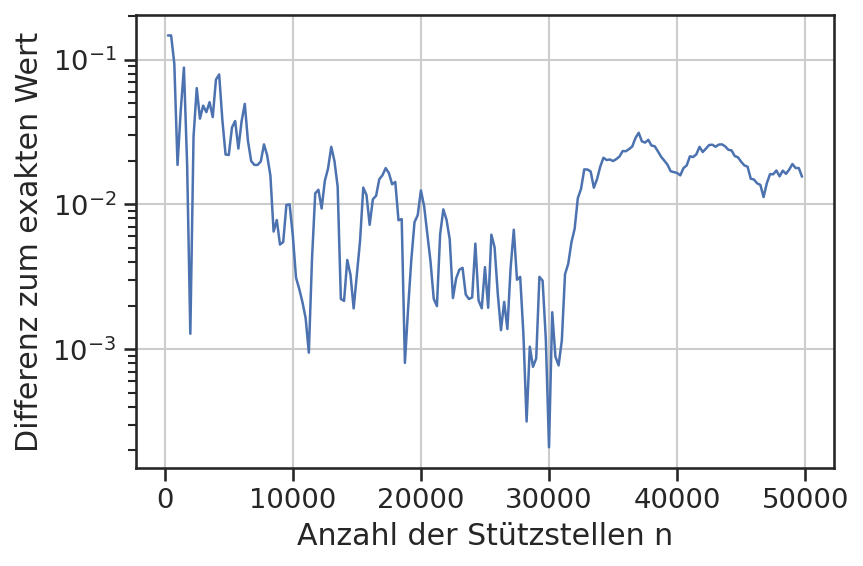 Differenz zum exakten Wert
10⁻¹
10⁻²
10⁻³
0 10000 20000 30000 40000 50000
Anzahl der Stützstellen n